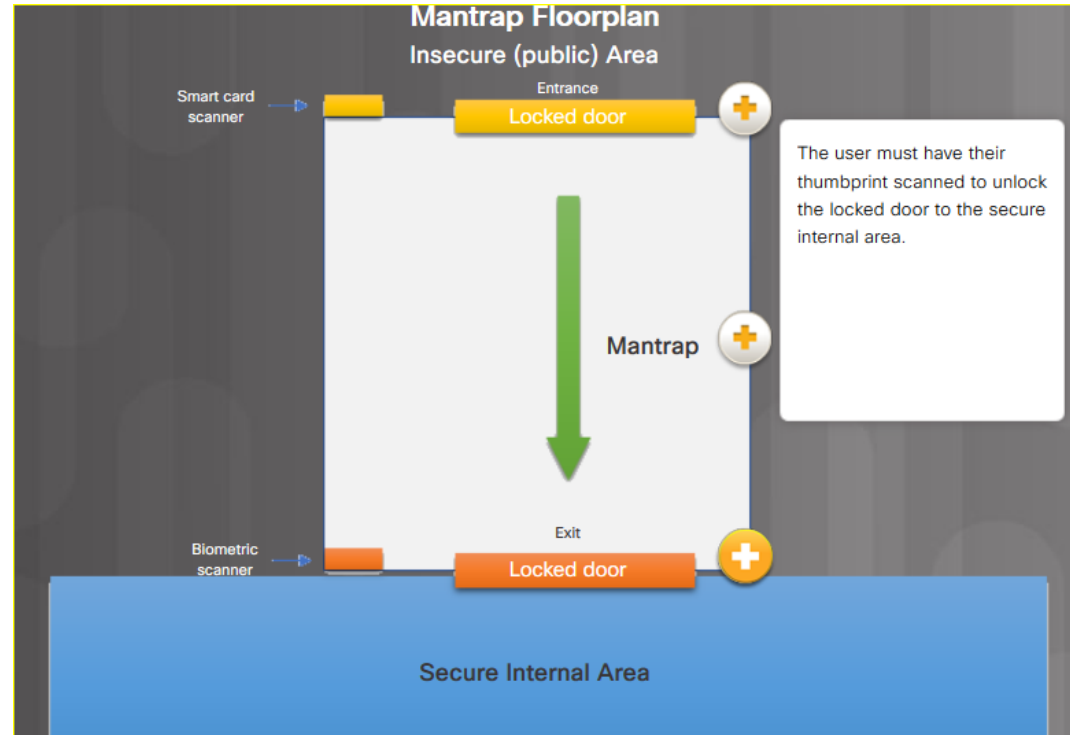 Mantrap Floorplan
Insecure (public) Area
Entrance
Smart card
scanner
Locked door
The user must have their
thumbprint scanned to unlock
the locked door to the secure
internal area.
Mantrap
Exit
Biometric
scanner
Locked door
Secure Internal Area